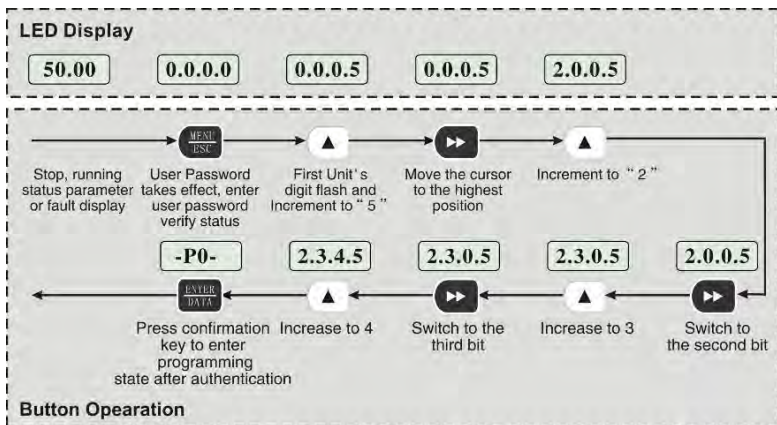 LED Display
50.00 0.0.0.0 0.0.0.5 0.0.0.5 2.0.0.5
MENU
ESC
▲ ▶▶ ▲
Stop, running
status parameter
or fault display
User Password
takes effect, enter
user password
verify status
First Unit's
digit flash and
Increment to “ 5 ”
Move the cursor
to the highest
position
Increment to “ 2 ”
-P0- 2.3.4.5 2.3.0.5 2.3.0.5 2.0.0.5
ENTER
DATA
▲ ▶▶ ▲ ▶▶
Press confirmation
key to enter
programming
state after authentication
Increase to 4
Switch to the
third bit
Increase to 3
Switch to
the second bit
Button Opearation